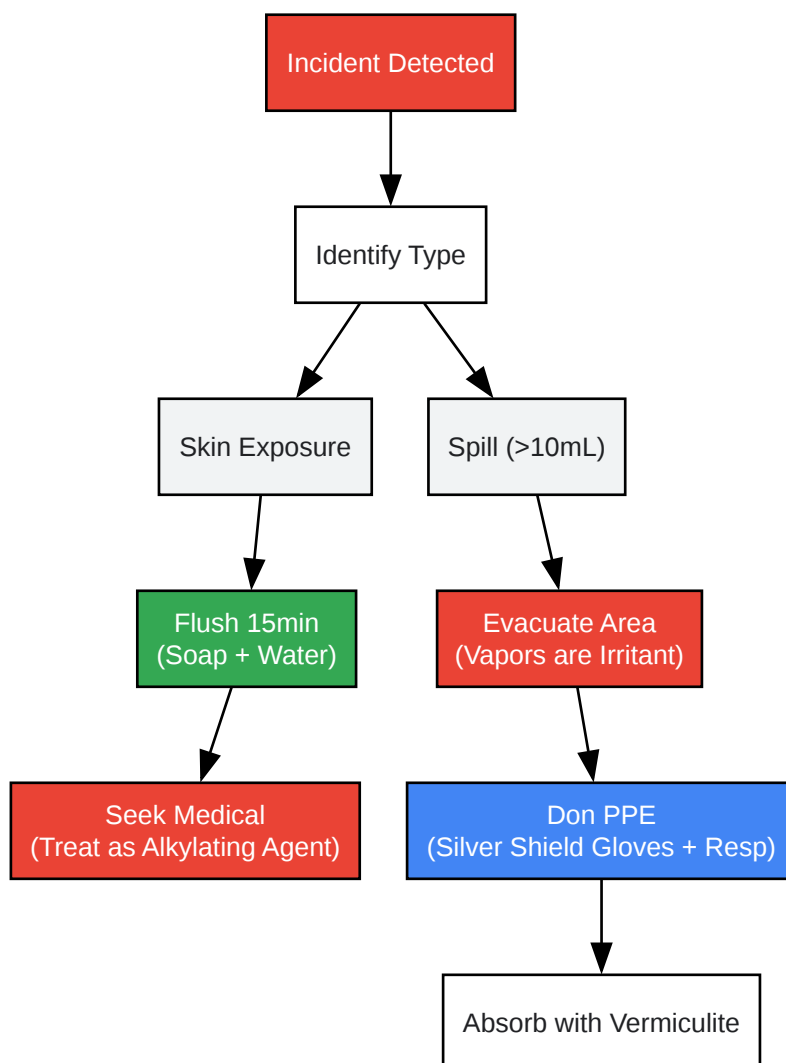 Incident Detected
Identify Type
Skin Exposure
Spill (>10mL)
Flush 15min
(Soap + Water)
Evacuate Area
(Vapors are Irritant)
Seek Medical
(Treat as Alkylating Agent)
Don PPE
(Silver Shield Gloves + Resp)
Absorb with Vermiculite